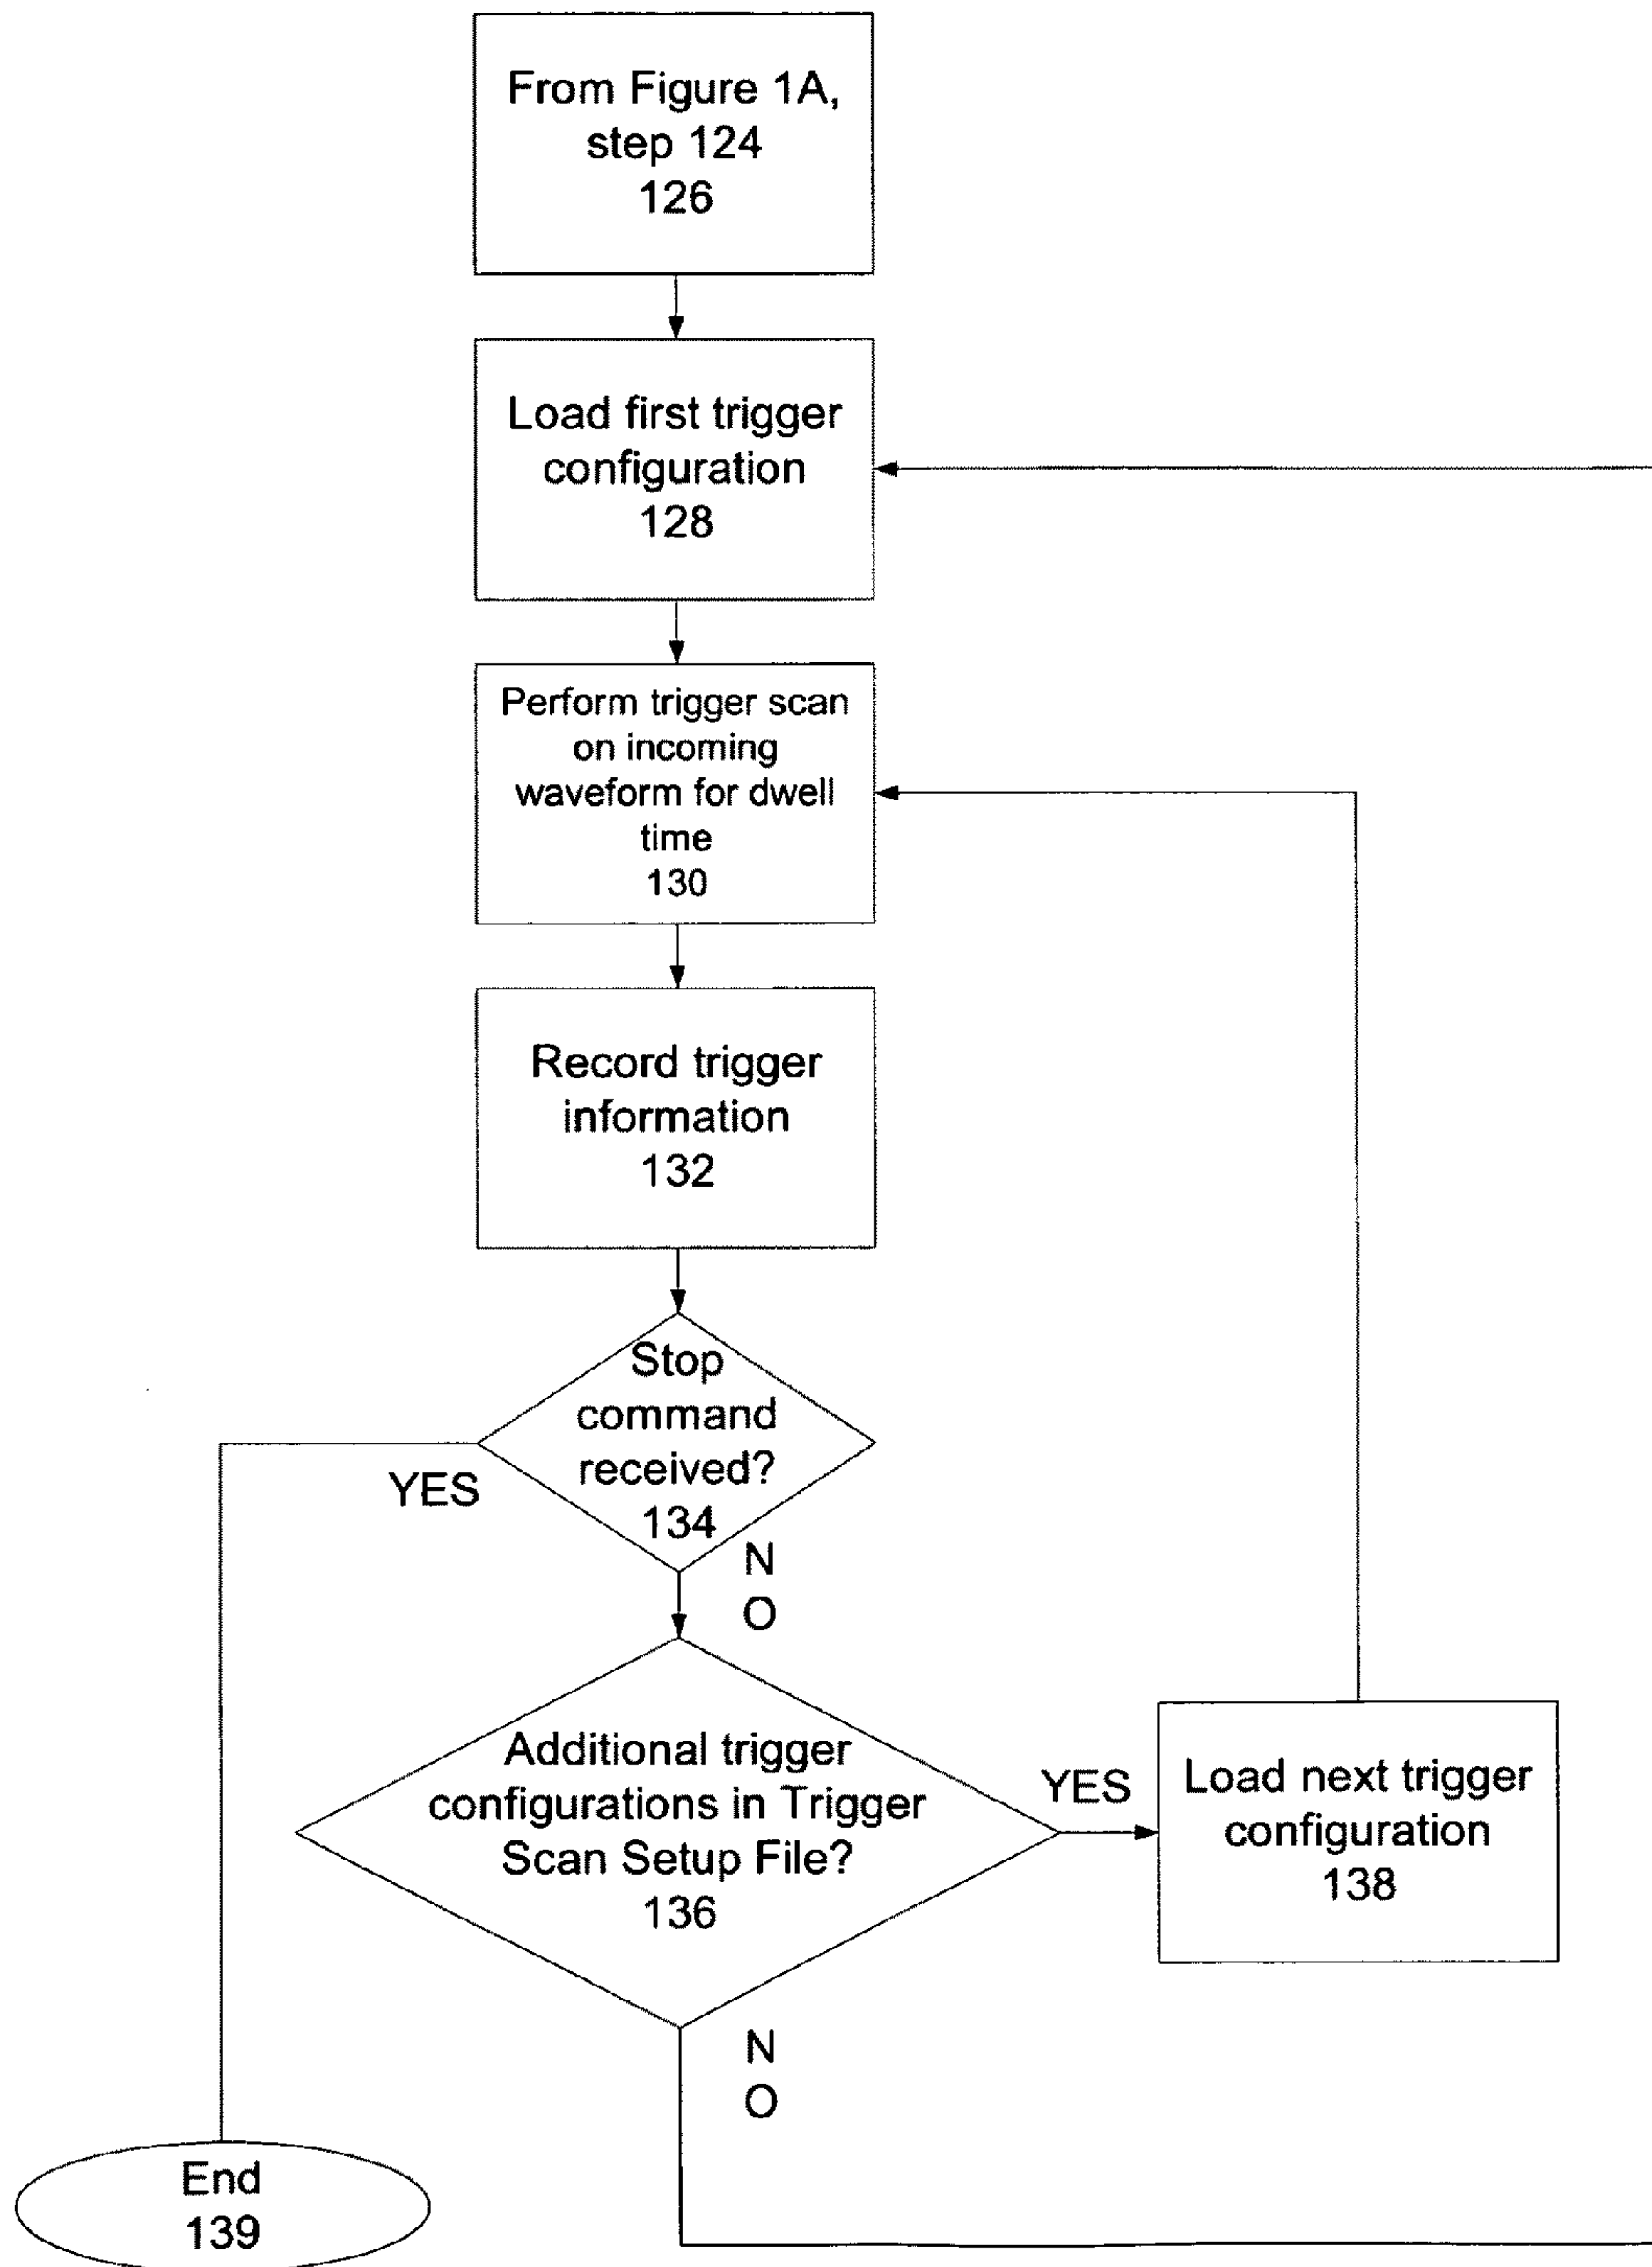 From Figure 1A,
step 124
126
Load first trigger
configuration
128
Perform trigger scan
on incoming
waveform for dwell
time
130
Record trigger
information
132
Stop
command
received?
134
YES
N
O
Additional trigger
configurations in Trigger
Scan Setup File?
136
YES
Load next trigger
configuration
138
N
O
End
139